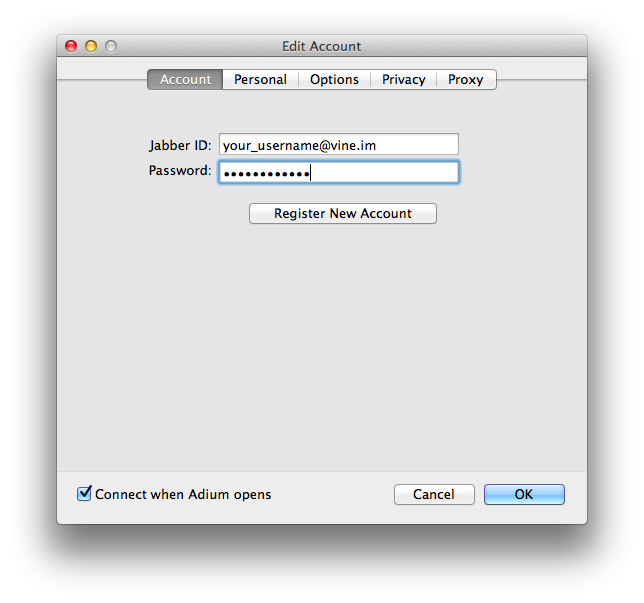 Edit Account
Account Personal Options Privacy Proxy
Jabber ID: your_username@vine.im
Password: ••••••••••••
Register New Account
Connect when Adium opens Cancel OK